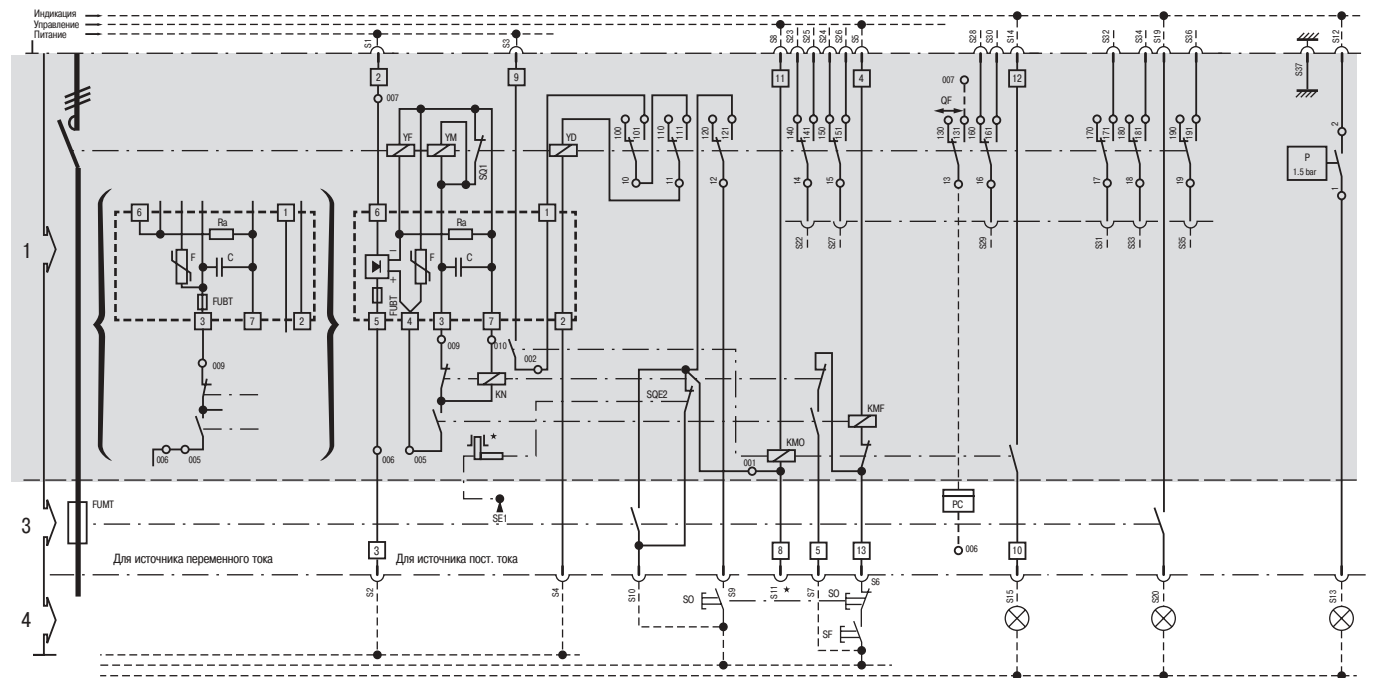 Индикация
Управление
Питание
S1 S3 S8 S23 S25 S24 S26 S5 S28 S30 S14 S32 S34 S19 S36 S37 S12
2 9 11 4 12
007 007
QF
100 101 110 111 120 121 140 141 150 151 130 131 160 161 170 171 180 181 190 191 2
YF YM SQ1 YD
P
1.5 bar
10 11 12 14 15 13 16 17 18 19 1
6 1 6 1
Ra Ra
S22 S27 S29 S31 S33 S35
1
F C F C
− +
FUBT FUBT
3 7 2 5 4 3 7 2
009 009 010 002
KN SQE2
KMF
★
KMO
006 005 006 005 001
SE1 PC
3 FUMT
006
Для источника переменного тока 3 Для источника пост. тока 8 5 13 10
S2 S4 S10 S9 S11 ★ S7 S6 S15 S20 S13
SO SO
4 SF